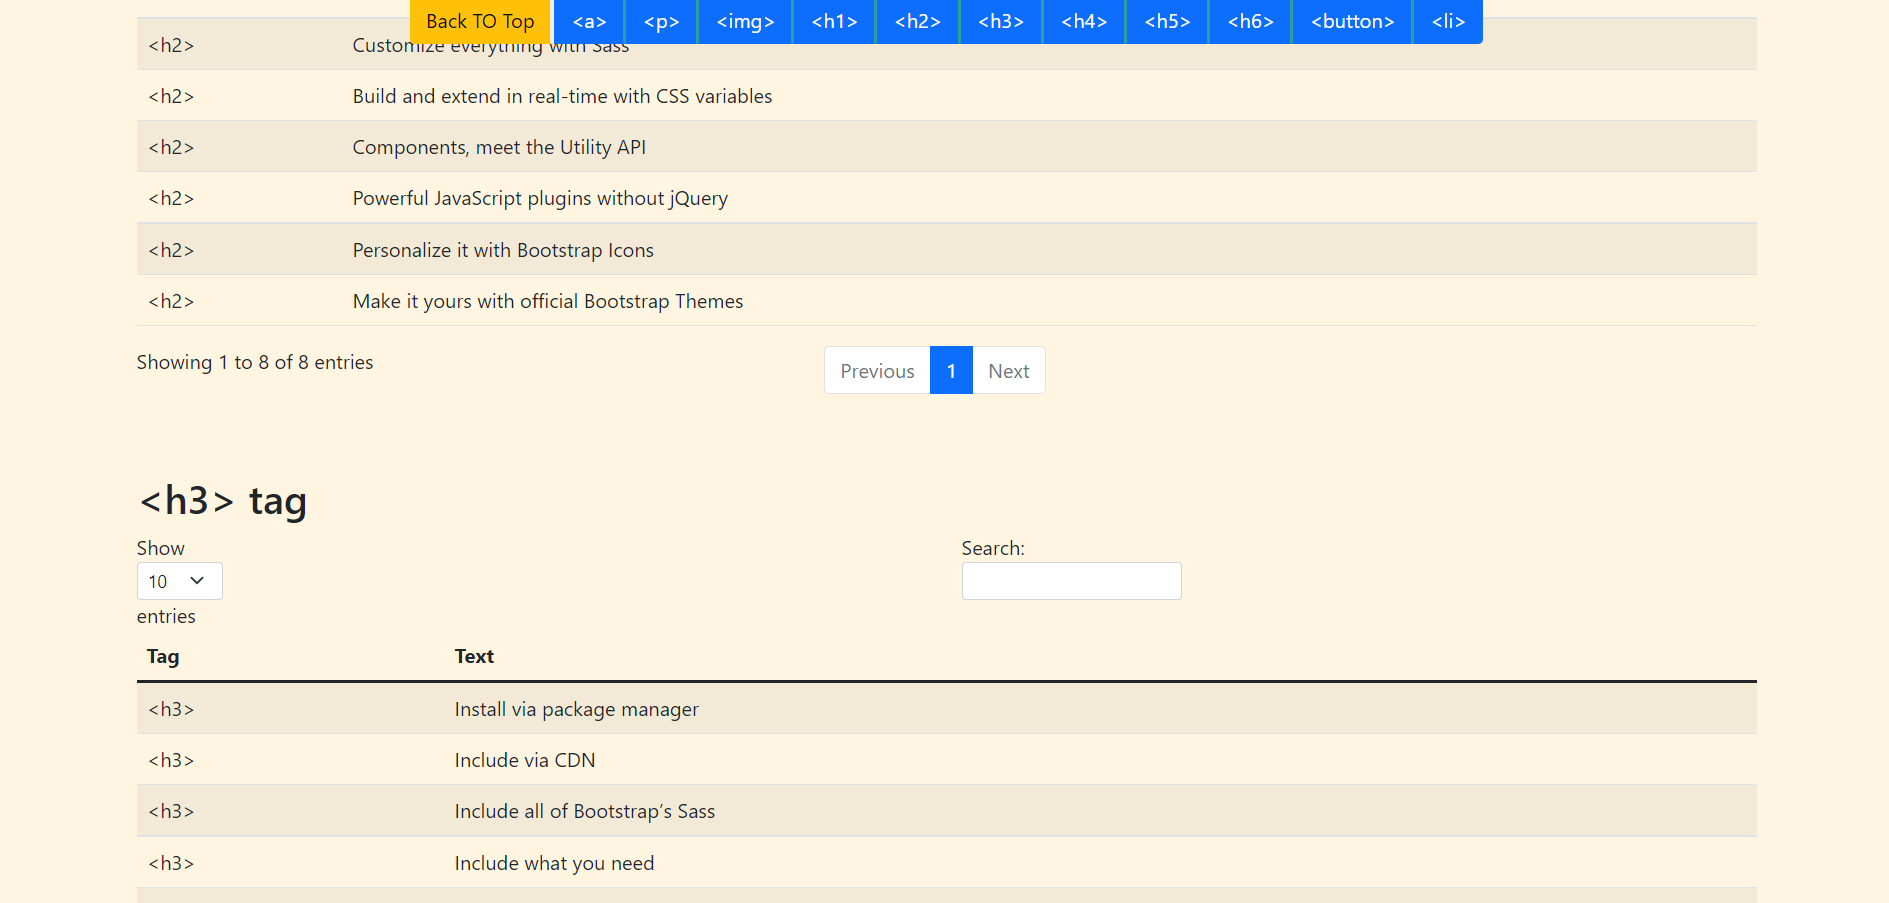 Back TO Top <a> <p> <img> <h1> <h2> <h3> <h4> <h5> <h6> <button> <li>
<h2> Customize everything with Sass
<h2> Build and extend in real-time with CSS variables
<h2> Components, meet the Utility API
<h2> Powerful JavaScript plugins without jQuery
<h2> Personalize it with Bootstrap Icons
<h2> Make it yours with official Bootstrap Themes
Showing 1 to 8 of 8 entries Previous 1 Next
<h3> tag
Show Search:
10
entries
Tag Text
<h3> Install via package manager
<h3> Include via CDN
<h3> Include all of Bootstrap’s Sass
<h3> Include what you need